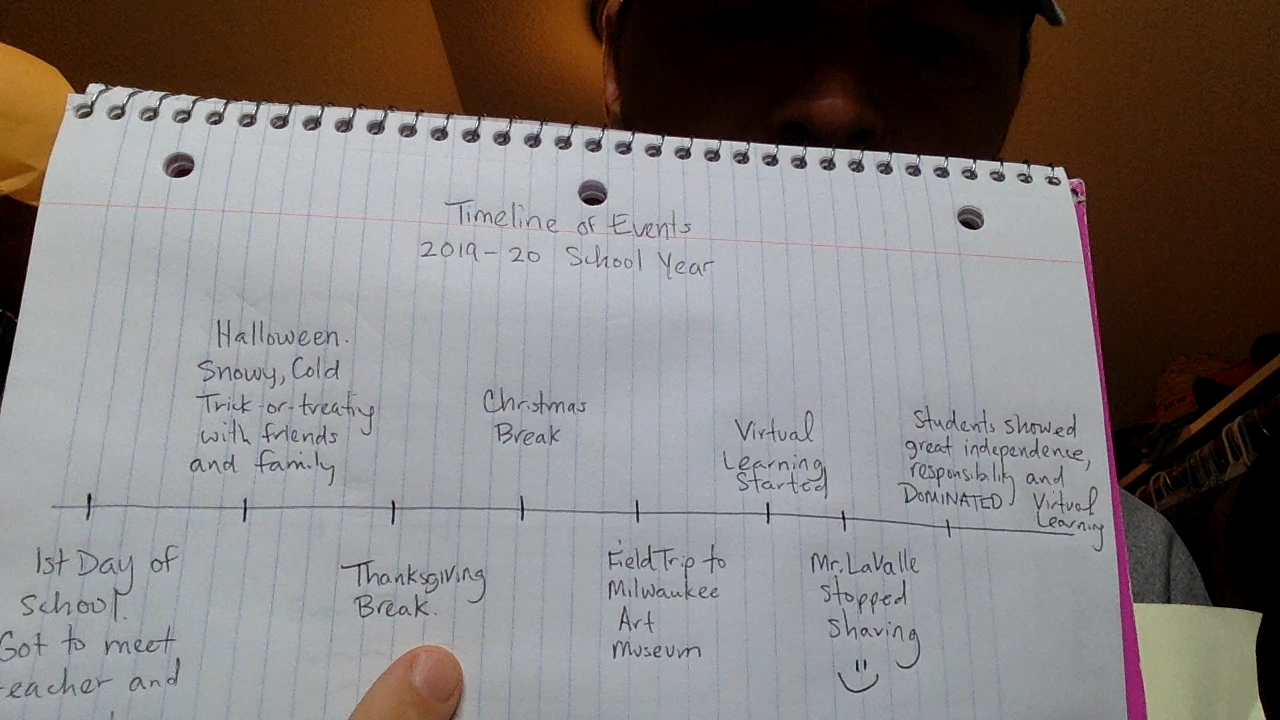 Timeline of Events
2019-20 School Year
Halloween.
Snowy, Cold
Trick-or-treating
with friends
and family
Christmas
Break
Virtual
Learning
Started
Students showed
great independence,
responsibility and
DOMINATED Virtual
Learning
1st Day of
School.
Got to meet
teacher and
Thanksgiving
Break.
Field Trip to
Milwaukee
Art
Museum
Mr. LaValle
stopped
shaving